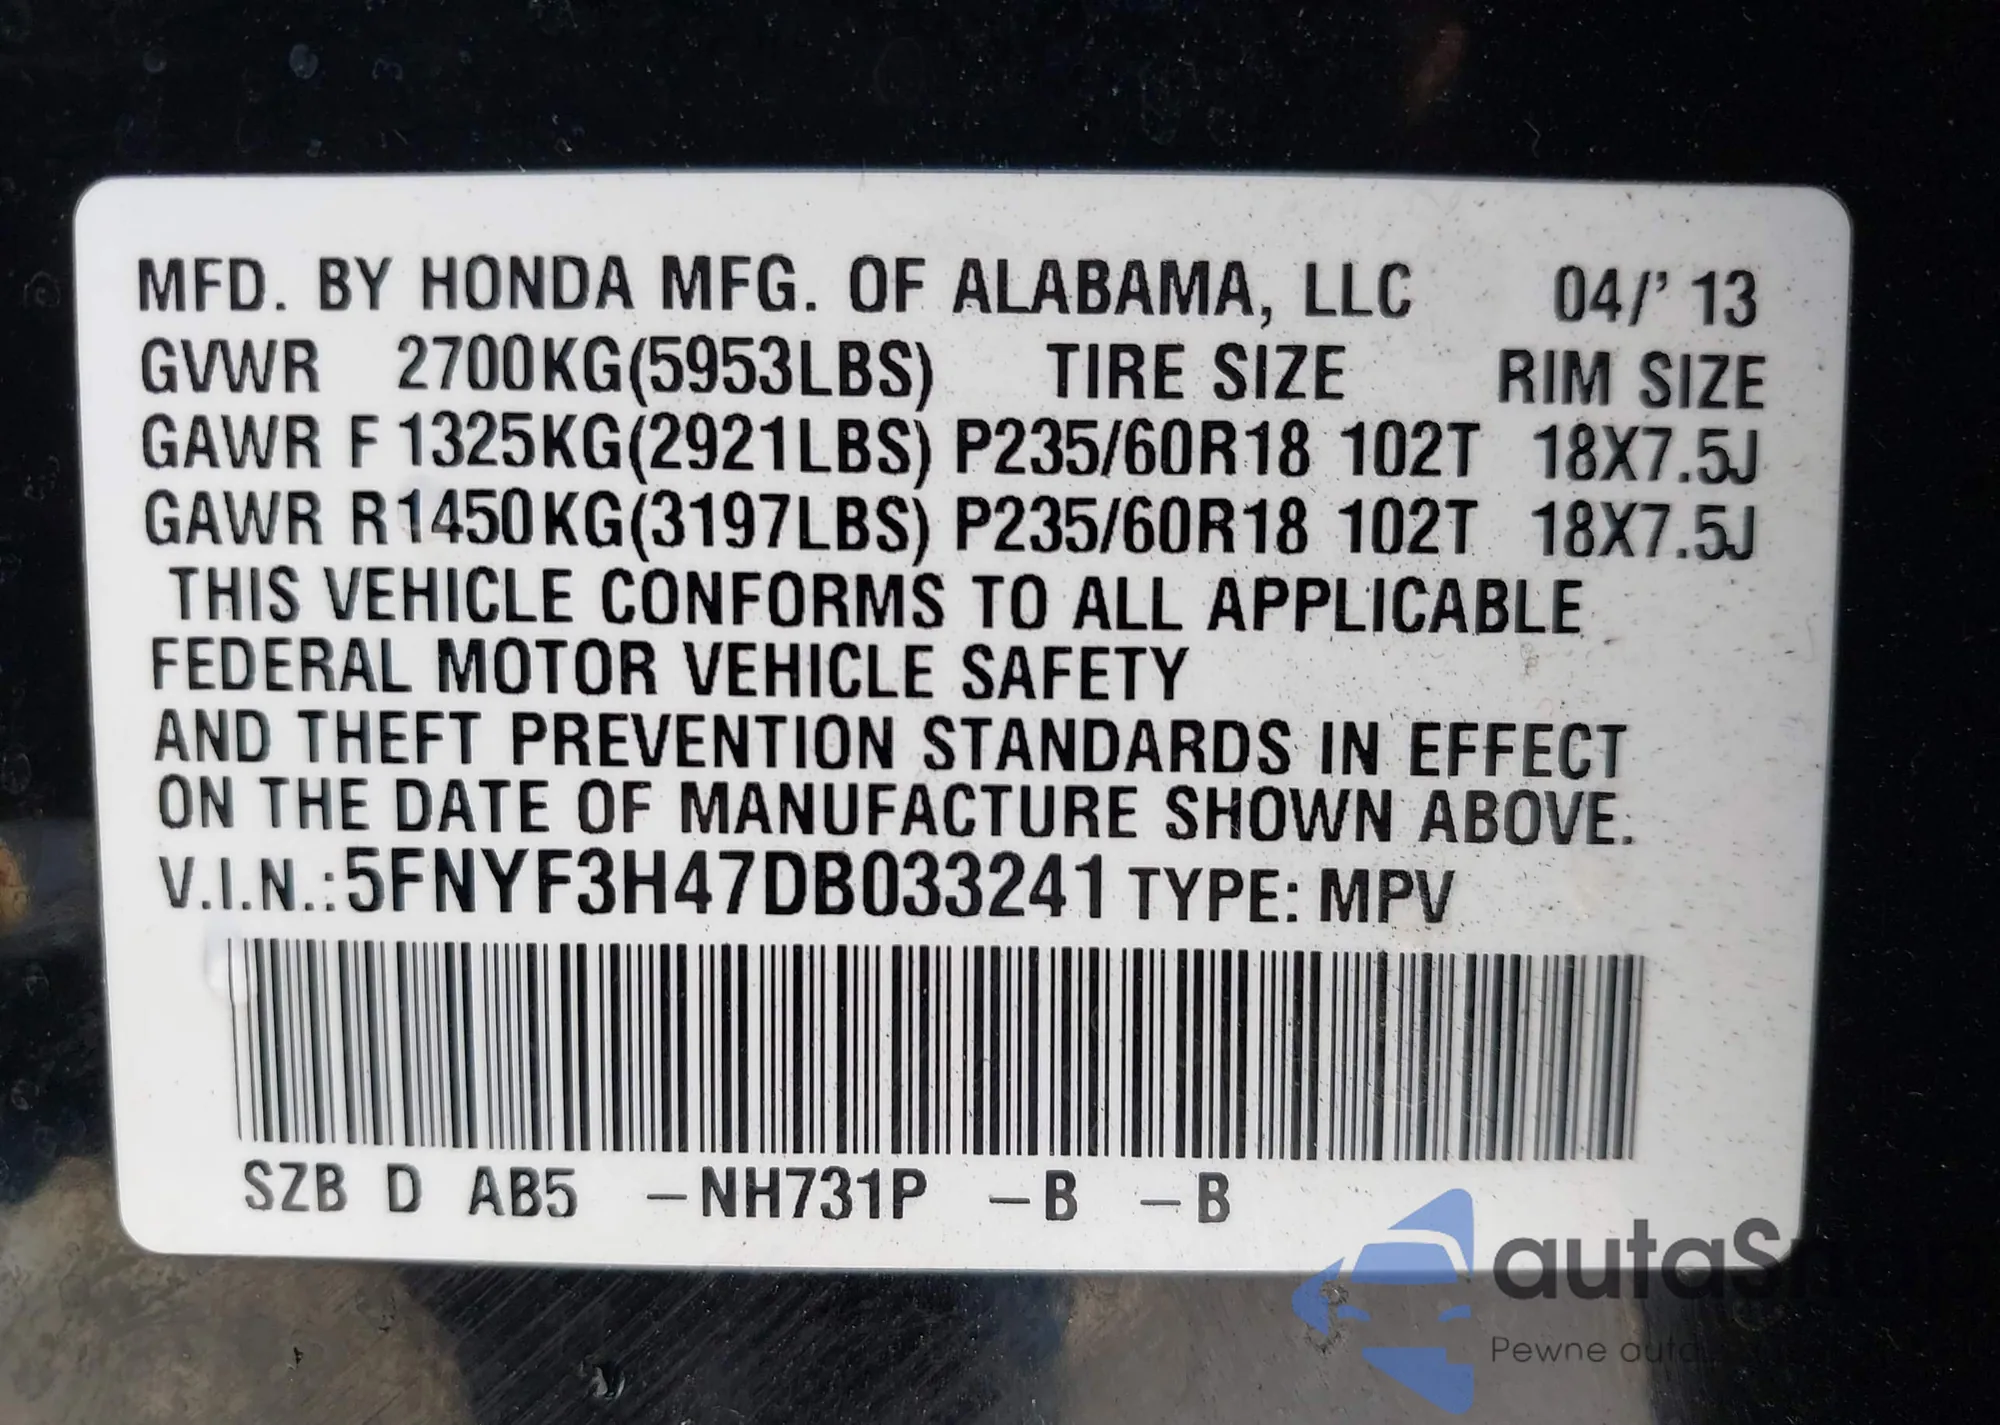 MFD. BY HONDA MFG. OF ALABAMA, LLC 04/'13
GVWR 2700KG(5953LBS) TIRE SIZE RIM SIZE
GAWR F 1325KG(2921LBS) P235/60R18 102T 18X7.5J
GAWR R1450KG(3197LBS) P235/60R18 102T 18X7.5J
THIS VEHICLE CONFORMS TO ALL APPLICABLE
FEDERAL MOTOR VEHICLE SAFETY
AND THEFT PREVENTION STANDARDS IN EFFECT
ON THE DATE OF MANUFACTURE SHOWN ABOVE.
V.I.N.:5FNYF3H47DB033241 TYPE: MPV
SZB D AB5 –NH731P –B –B
Pewne